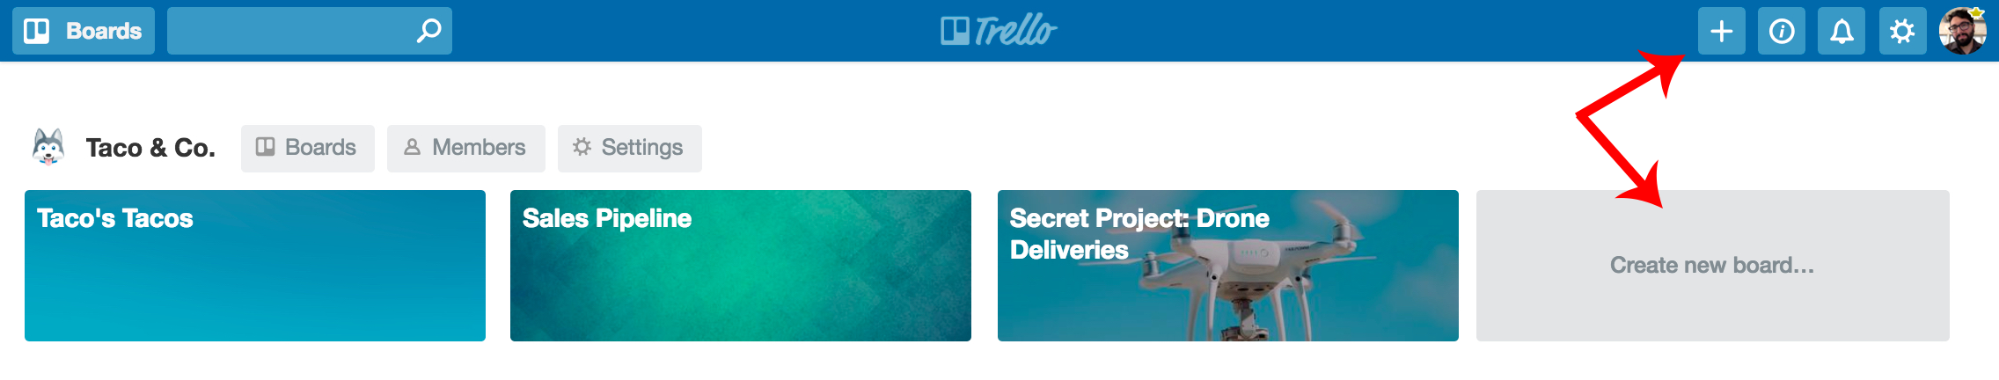 Boards
Trello
Taco & Co.
Boards
Members
Settings
Taco's Tacos
Sales Pipeline
Secret Project: Drone
Deliveries
Create new board...